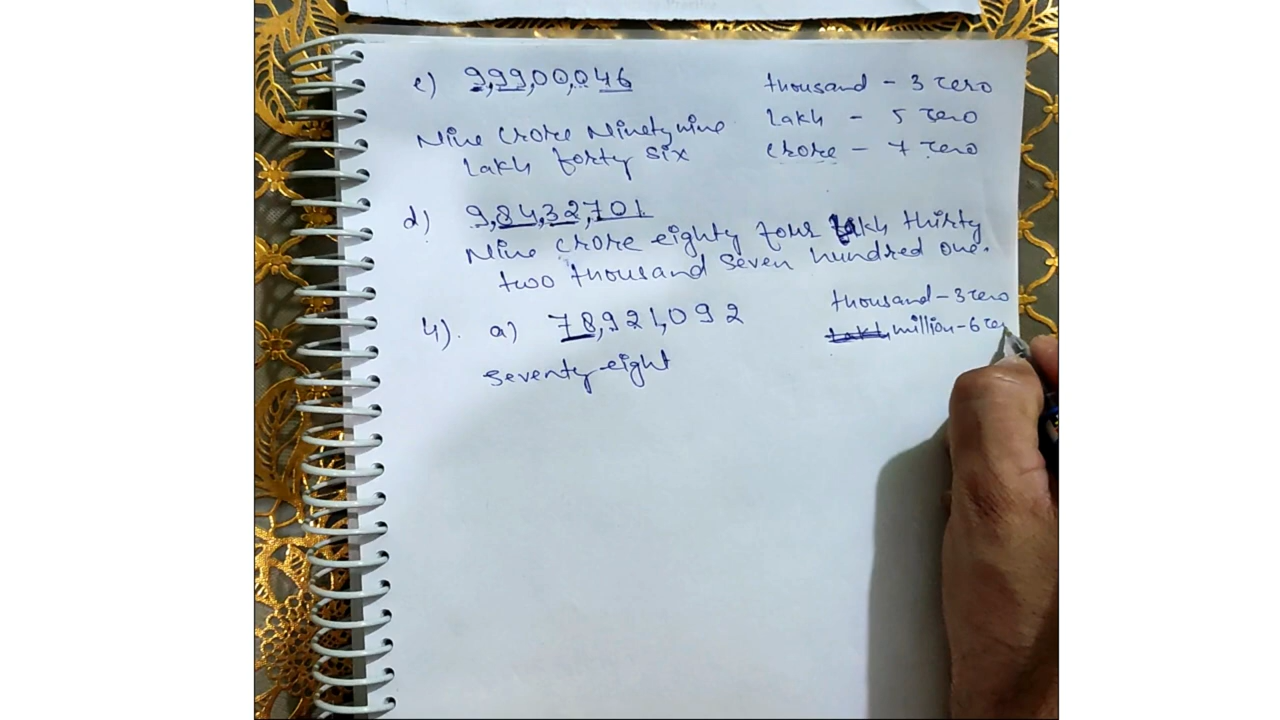 c) 9,99,00,046
thousand - 3 zero
Nine Crore Ninety nine
lakh - 5 zero
lakh forty six
crore - 7 zero
d) 9,84,32,701
Nine crore eighty four lakh thirty
two thousand seven hundred one.
thousand - 3 zero
4). a) 78,921,092
million - 6 ze
seventy-eight